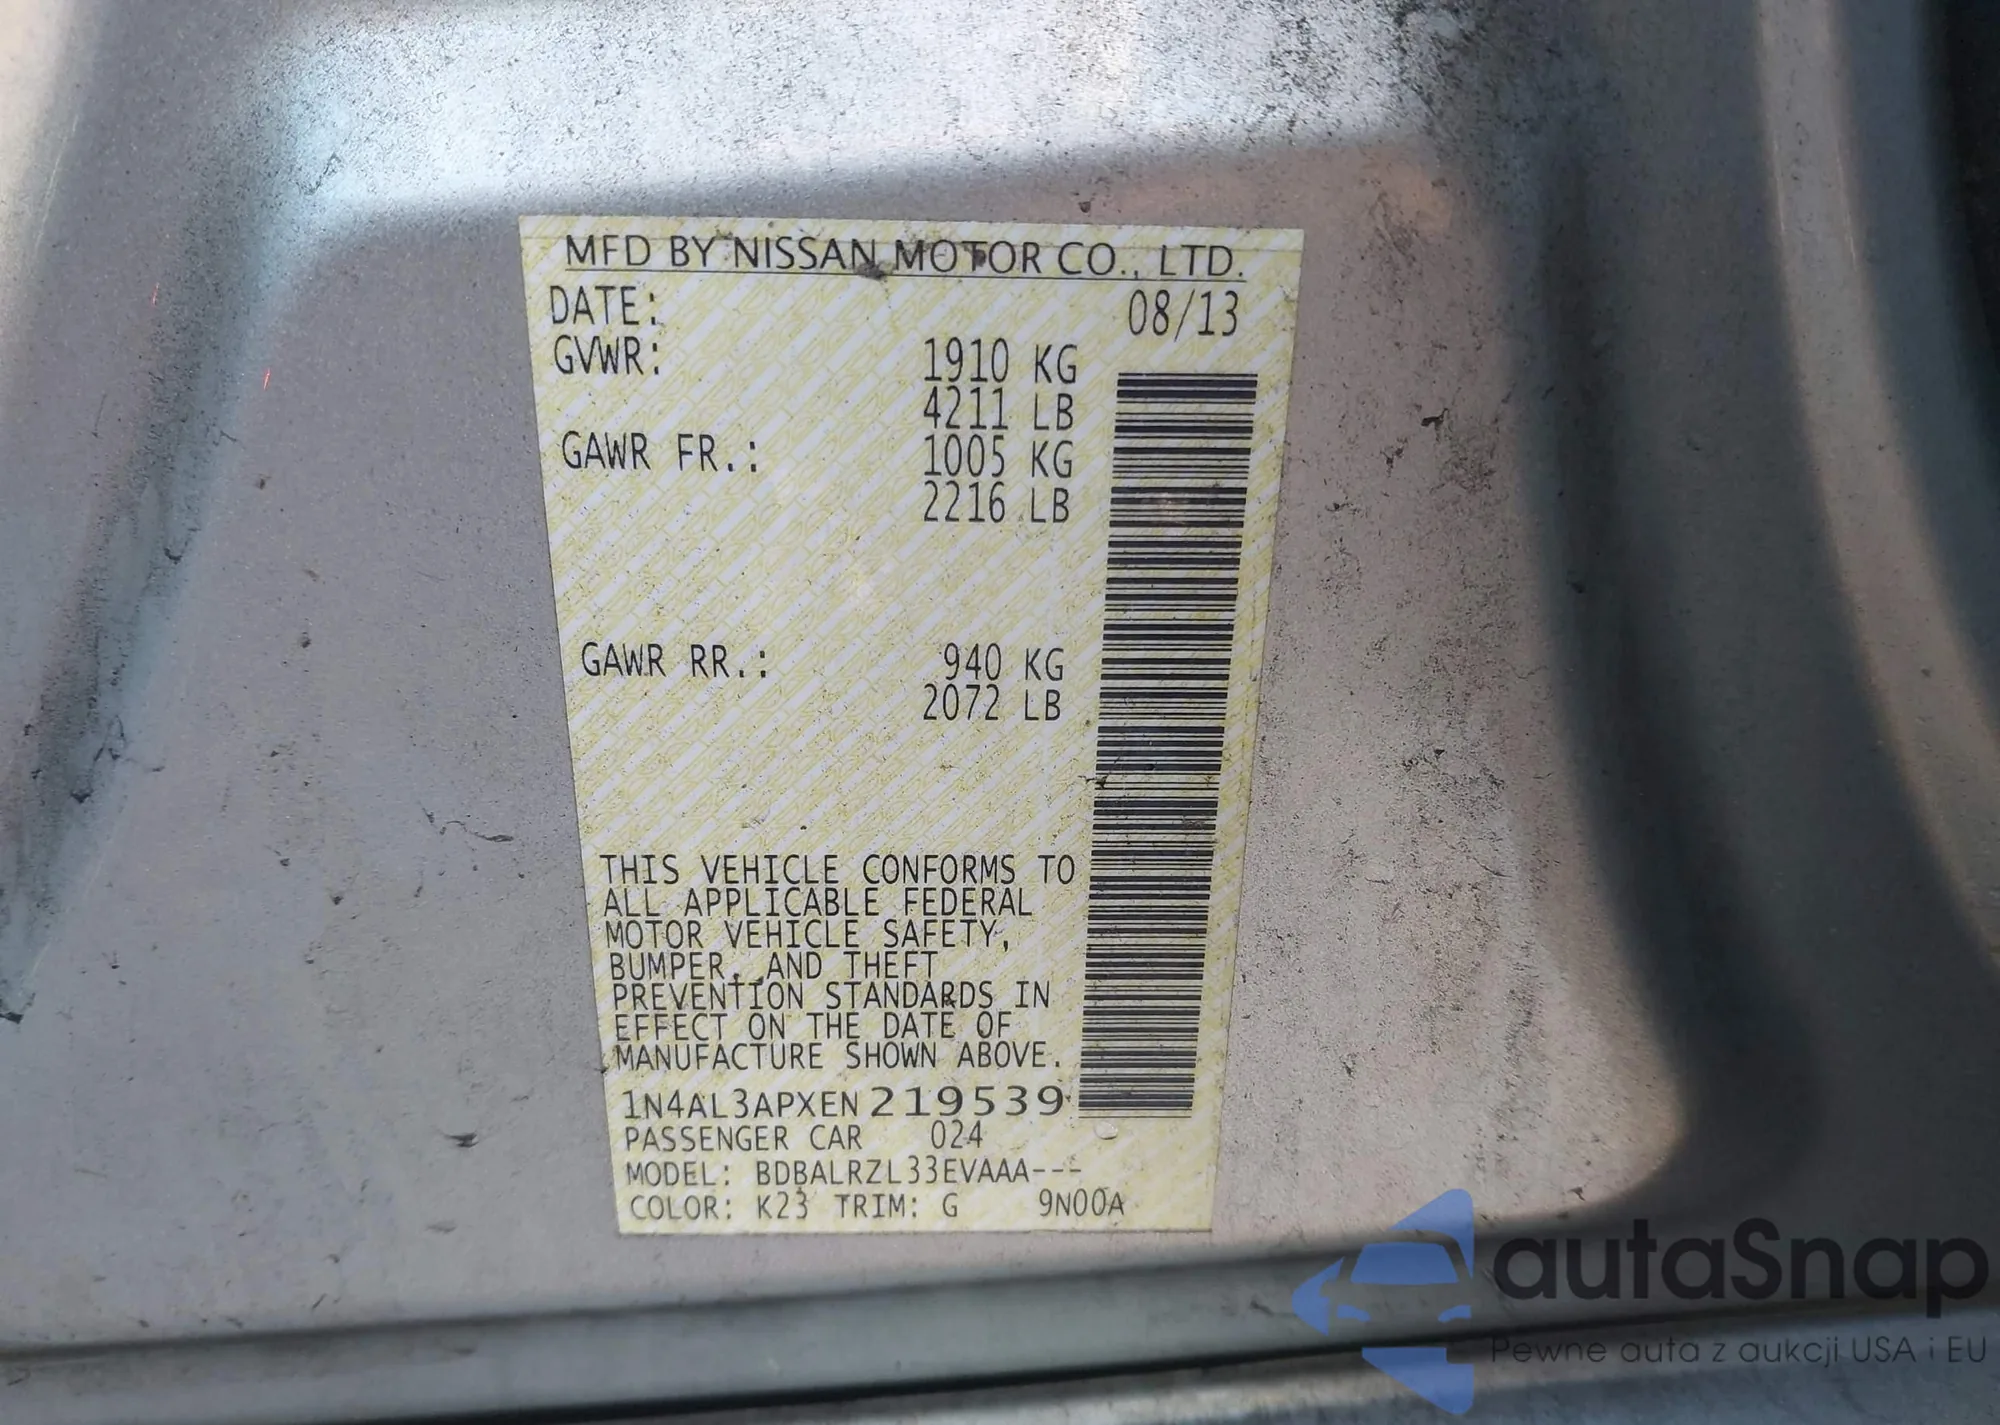 MFD BY NISSAN MOTOR CO., LTD.
DATE: 08/13
GVWR: 1910 KG
4211 LB
GAWR FR.: 1005 KG
2216 LB
GAWR RR.: 940 KG
2072 LB
THIS VEHICLE CONFORMS TO
ALL APPLICABLE FEDERAL
MOTOR VEHICLE SAFETY,
BUMPER, AND THEFT
PREVENTION STANDARDS IN
EFFECT ON THE DATE OF
MANUFACTURE SHOWN ABOVE.
1N4AL3APXEN219539
PASSENGER CAR 024
MODEL: BDBALRZL33EVAAA---
COLOR: K23 TRIM: G 9N00A
autaSnap
Pewne auta z aukcji USA i EU